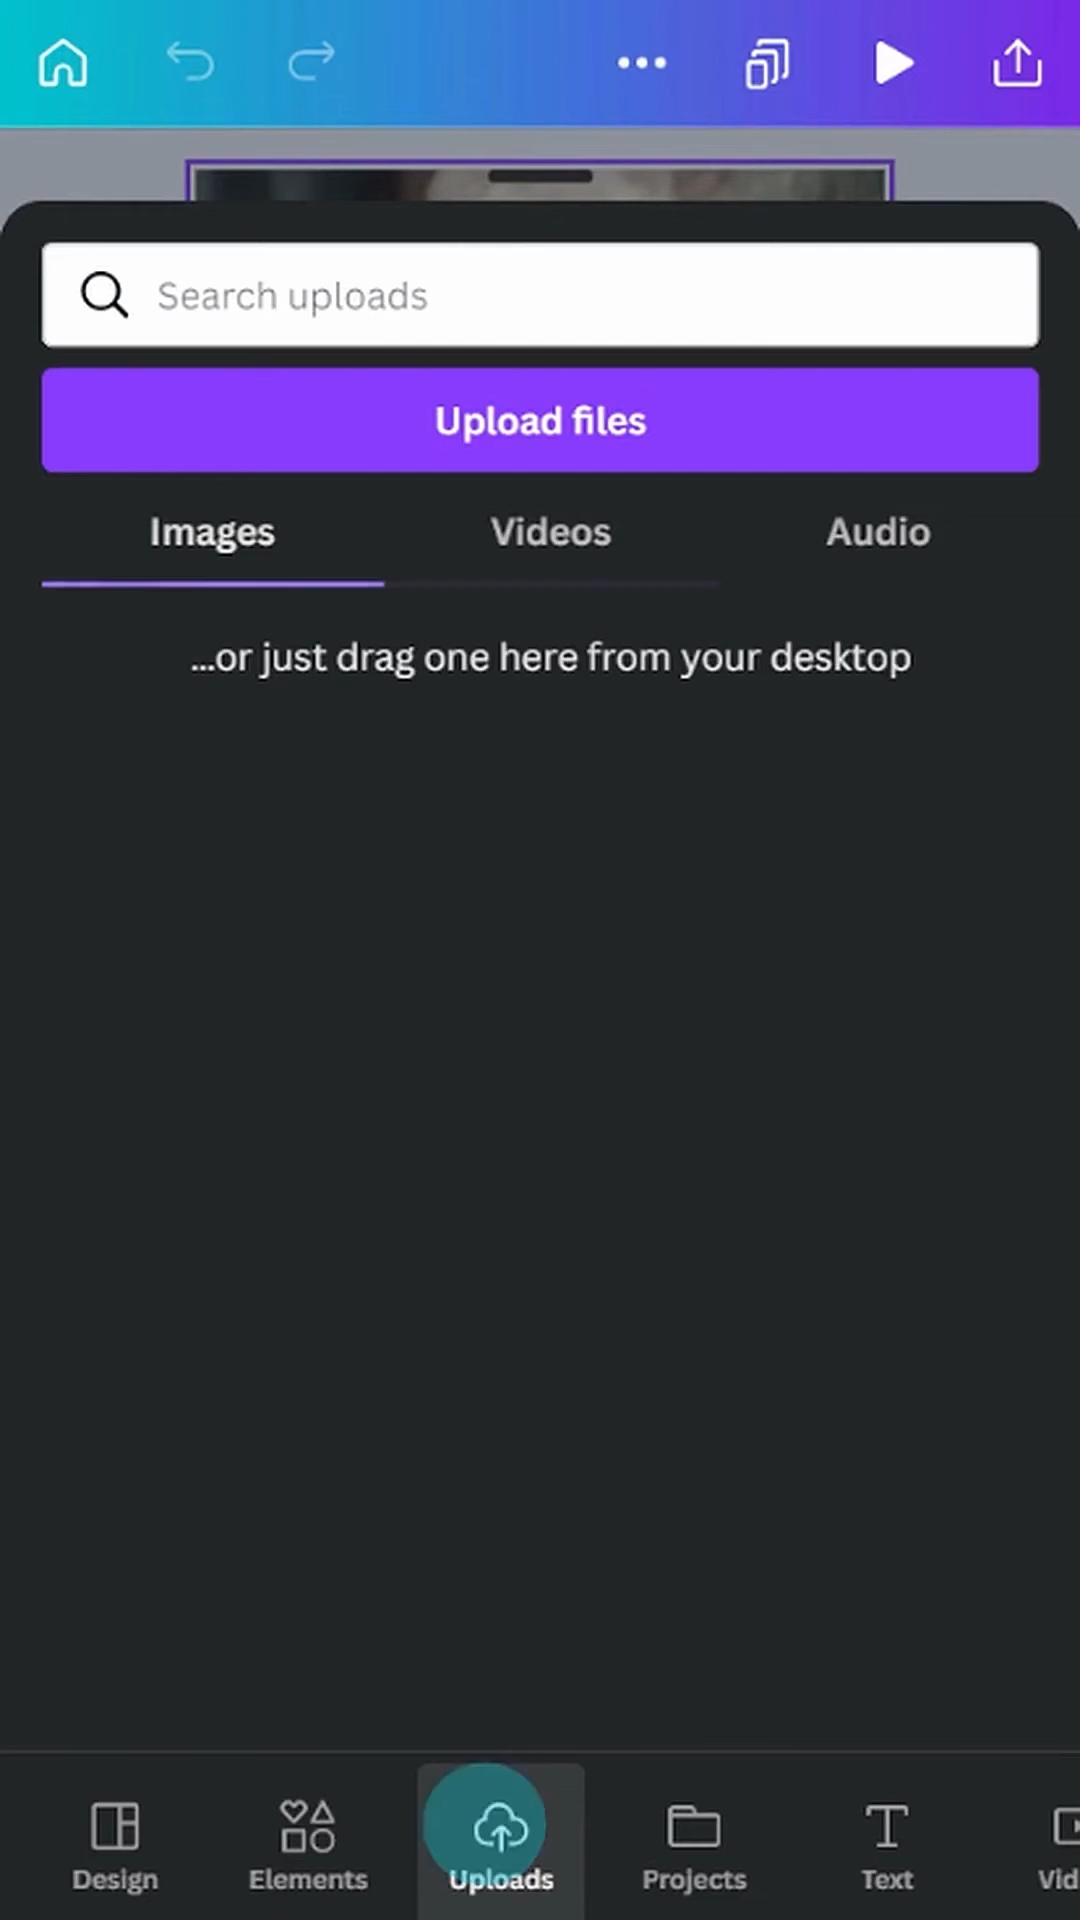 Search uploads
Upload files
Images Videos Audio
...or just drag one here from your desktop
Design Elements Uploads Projects Text Vid